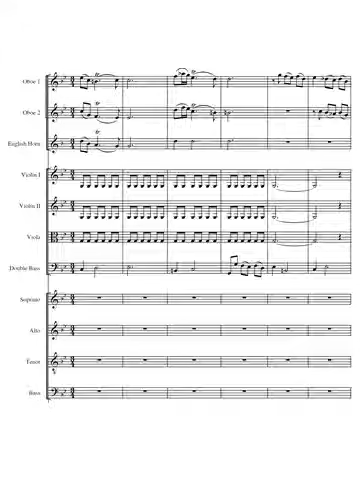 Oboe 1
Oboe 2
English Horn
Violin I
Violin II
Viola
Double Bass
Soprano
Alto
Tenor
Bass